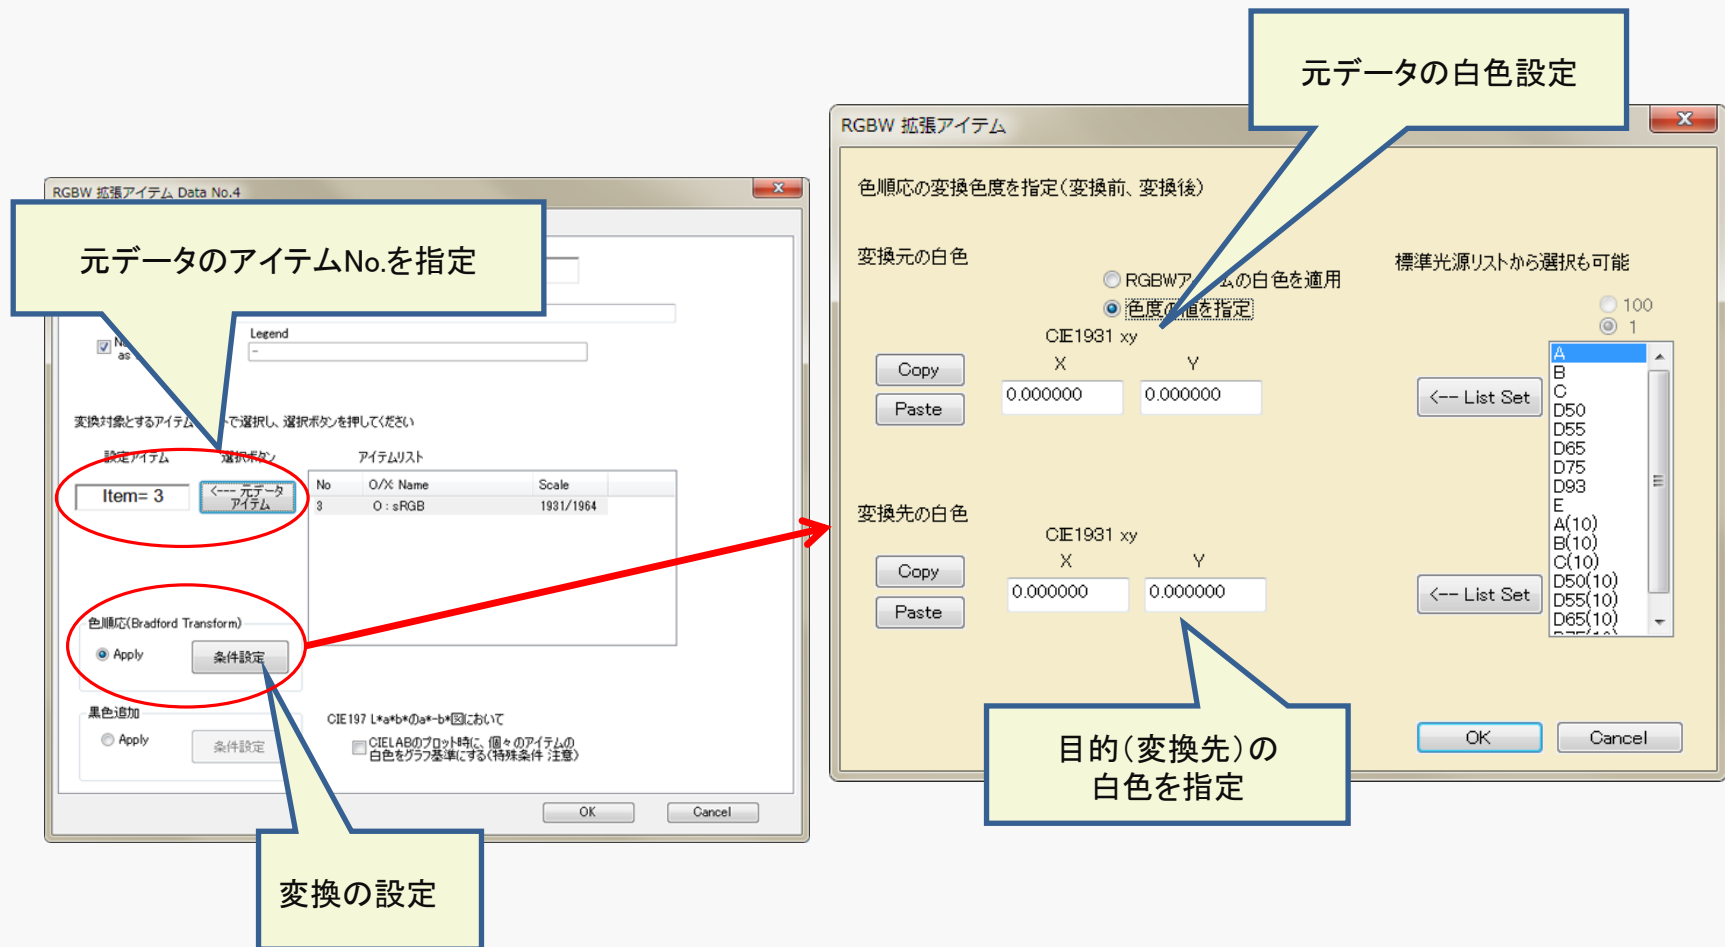 元データの白色設定
RGBW 拡張アイテム
色順応の変換色度を指定(変換前、変換後)
変換元の白色
RGBWア
ムの白色を適用
色度の値を指定
CIE1931 xy
X
Y
Copy
Paste
0.000000
0.000000
標準光源リストから選択も可能
100
1
<-- List Set
A
B
C
D50
D55
D65
D75
D93
E
A(10)
B(10)
C(10)
D50(10)
D55(10)
D65(10)
変換先の白色
CIE1931 xy
X
Y
Copy
Paste
0.000000
0.000000
<-- List Set
目的(変換先)の
白色を指定
OK
Cancel
RGBW 拡張アイテム Data No.4
元データのアイテムNo.を指定
as
Legend
-
変換対象とするアイテム
で選択し、選択ボタンを押してください
設定アイテム
選択ボタン
アイテムリスト
Item= 3
<--- 元データ
アイテム
No
O/X: Name
Scale
3
O : sRGB
1931/1964
色順応(Bradford Transform)
Apply
条件設定
黒色追加
Apply
条件設定
CIE197 L*a*b*のa*-b*図において
CIELABのプロット時に、個々のアイテムの
白色をグラフ基準にする(特殊条件 注意)
OK
Cancel
変換の設定